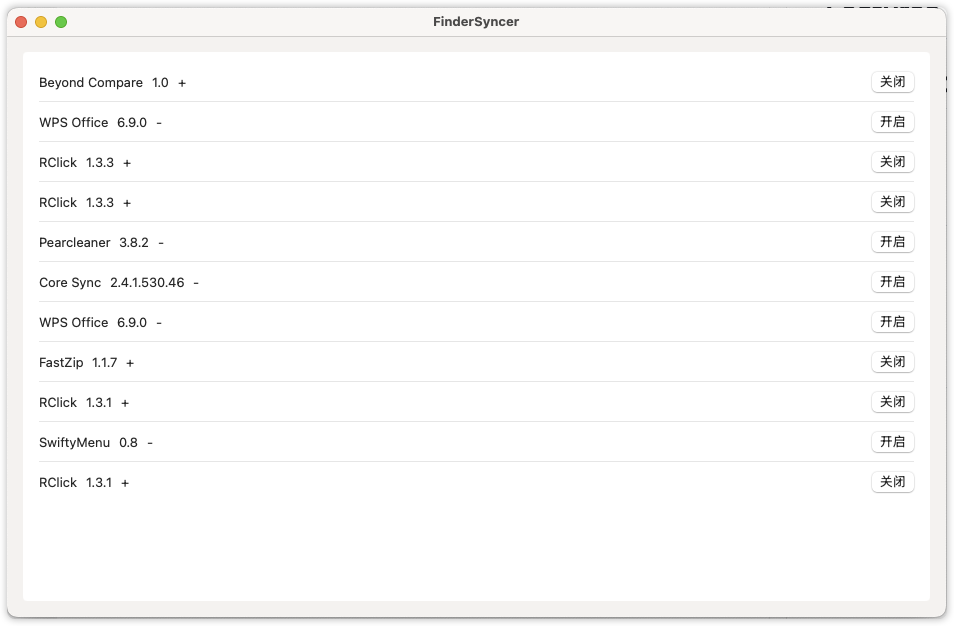 FinderSyncer
Beyond Compare 1.0 + 关闭
WPS Office 6.9.0 - 开启
RClick 1.3.3 + 关闭
RClick 1.3.3 + 关闭
Pearcleaner 3.8.2 - 开启
Core Sync 2.4.1.530.46 - 开启
WPS Office 6.9.0 - 开启
FastZip 1.1.7 + 关闭
RClick 1.3.1 + 关闭
SwiftyMenu 0.8 - 开启
RClick 1.3.1 + 关闭